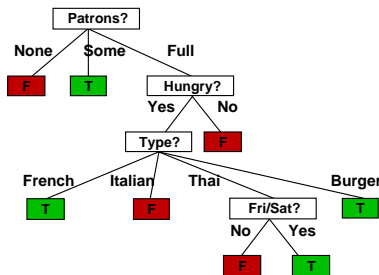 Patrons?
None Some Full
F T Hungry?
Yes No
Type? F
French Italian Thai Burger
T F Fri/Sat? T
No Yes
F T